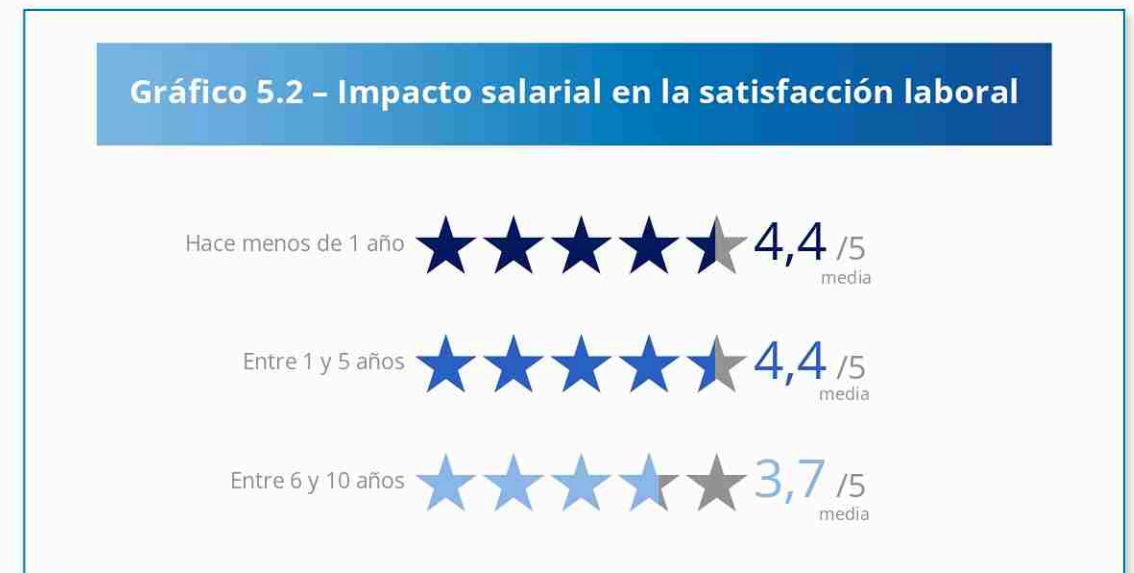 Gráfico 5.2 – Impacto salarial en la satisfacción laboral
Hace menos de 1 año 4,4 /5
media
Entre 1 y 5 años 4,4 /5
media
Entre 6 y 10 años 3,7 /5
media